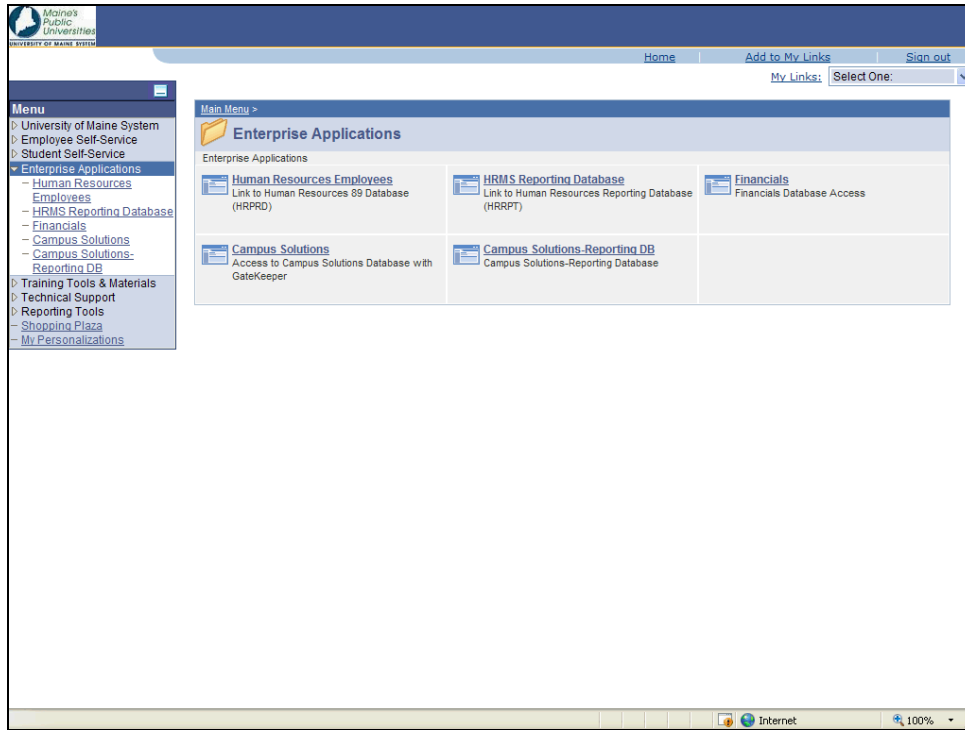 Maine's
Public
Universities
UNIVERSITY OF MAINE SYSTEM
Home Add to My Links Sign out
My Links: Select One:
Menu
University of Maine System
Employee Self-Service
Student Self-Service
Enterprise Applications
– Human Resources
Employees
– HRMS Reporting Database
– Financials
– Campus Solutions
– Campus Solutions-
Reporting DB
Training Tools & Materials
Technical Support
Reporting Tools
– Shopping Plaza
– My Personalizations
Main Menu >
Enterprise Applications
Enterprise Applications
Human Resources Employees
Link to Human Resources 89 Database
(HRPRD)
HRMS Reporting Database
Link to Human Resources Reporting Database
(HRRPT)
Financials
Financials Database Access
Campus Solutions
Access to Campus Solutions Database with
GateKeeper
Campus Solutions-Reporting DB
Campus Solutions-Reporting Database
Internet 100%